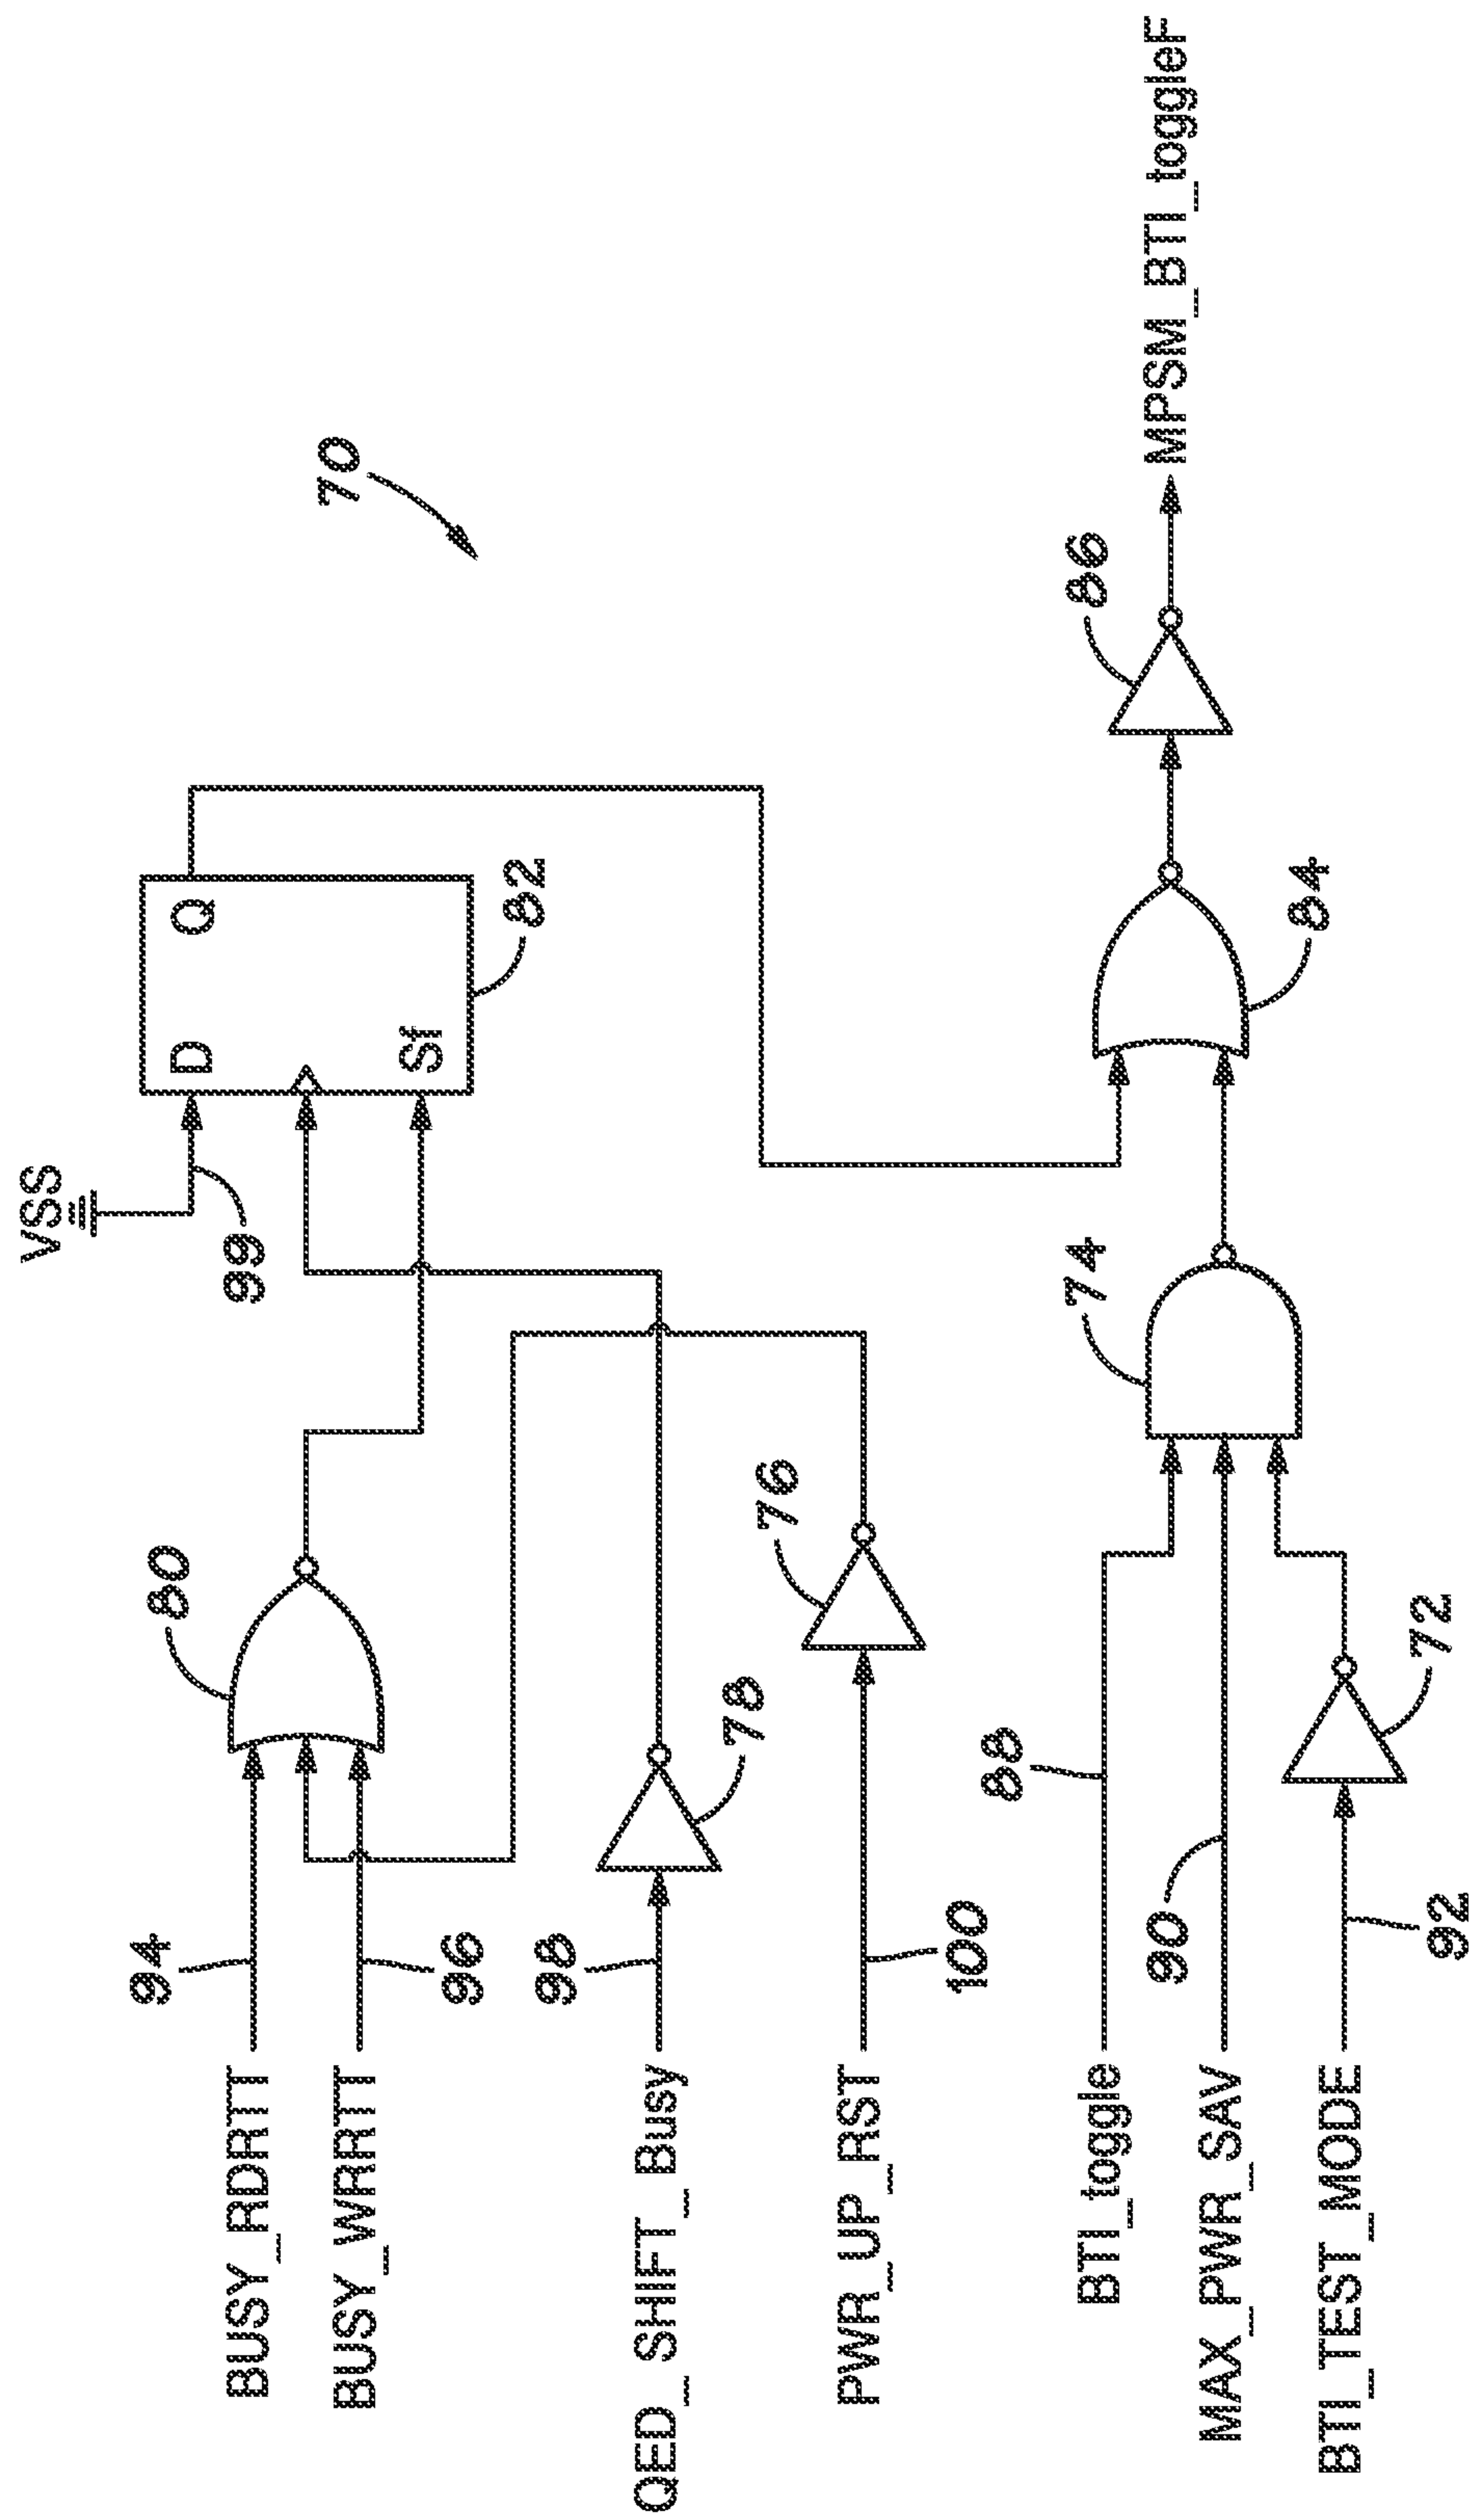 VSS
99
D
Q
Sf
82
70
80
94
BUSY_RDRTT
BUSY_WRRTT
96
98
QED_SHIFT_Busy
78
76
PWR_UP_RST
100
88
BTI_toggle
74
84
86
MPSM_BTI_toggleF
MAX_PWR_SAV
90
BTI_TEST_MODE
92
72